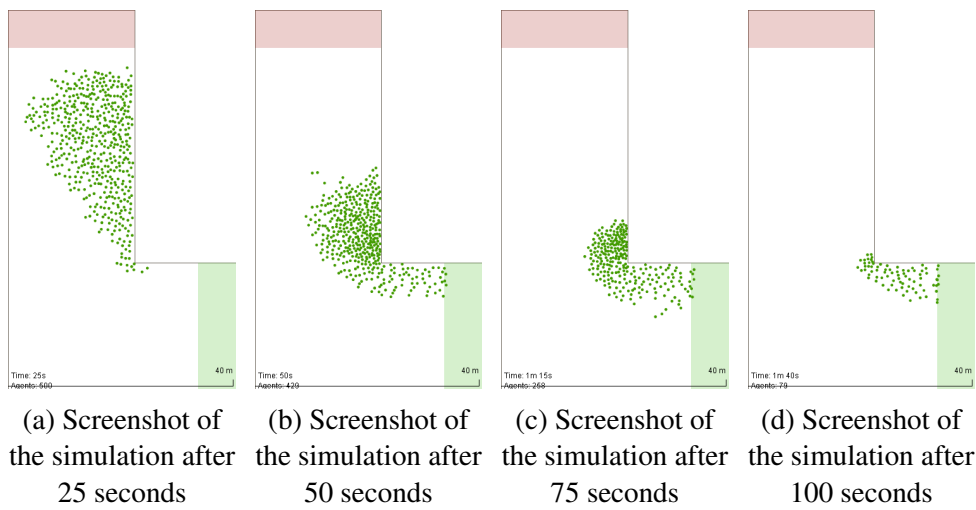 Time: 25s
Agents: 500
40 m
Time: 50s
Agents: 429
40 m
Time: 1m 15s
Agents: 268
40 m
Time: 1m 40s
Agents: 79
40 m
(a) Screenshot of
the simulation after
25 seconds
(b) Screenshot of
the simulation after
50 seconds
(c) Screenshot of
the simulation after
75 seconds
(d) Screenshot of
the simulation after
100 seconds